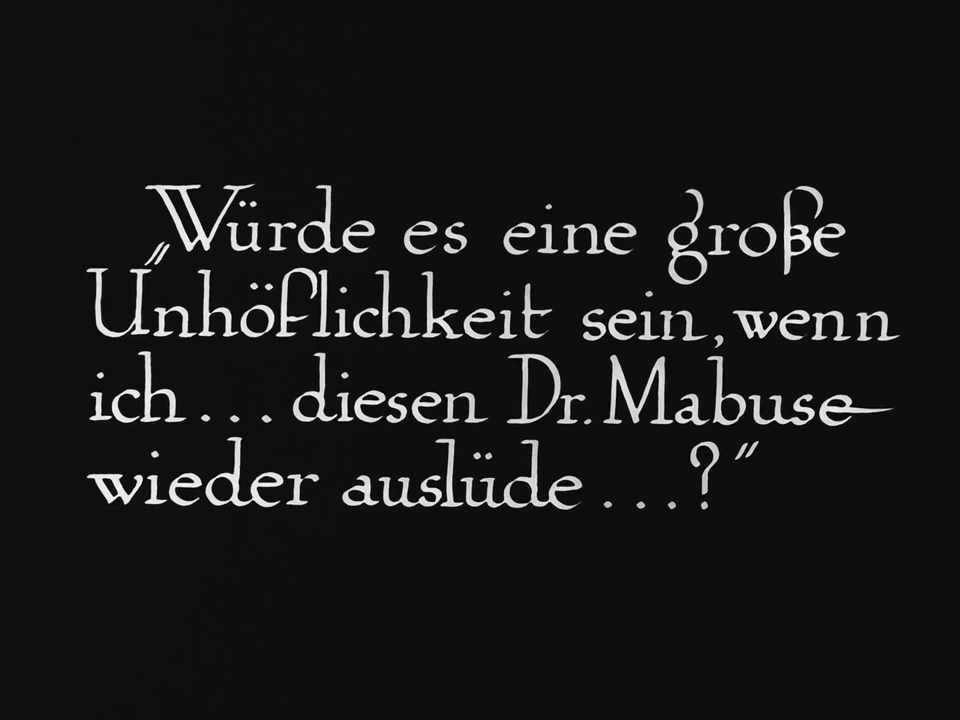 „Würde es eine große
Unhöflichkeit sein, wenn
ich... diesen Dr. Mabuse
wieder auslüde ...?"